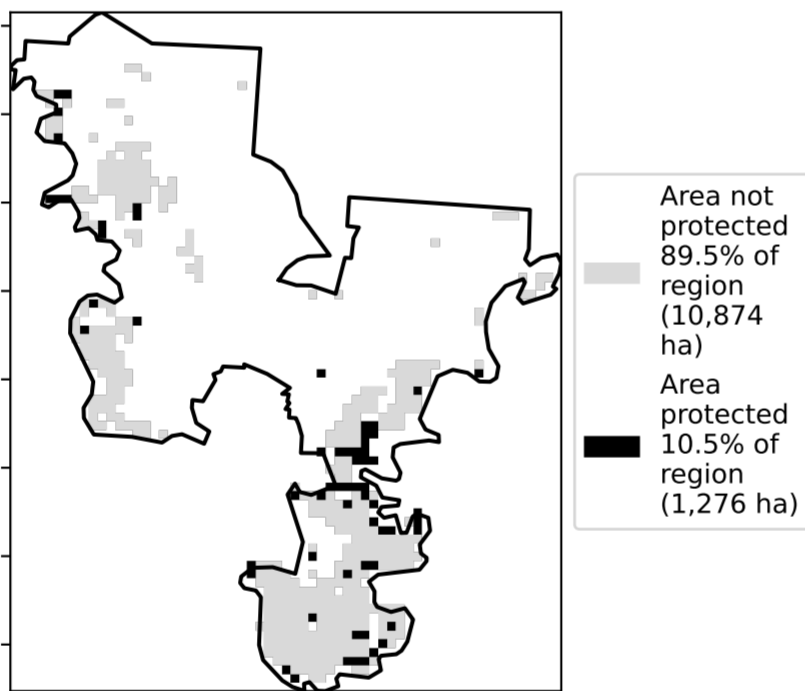 Area not
protected
89.5% of
region
(10,874
ha)
Area
protected
10.5% of
region
(1,276 ha)